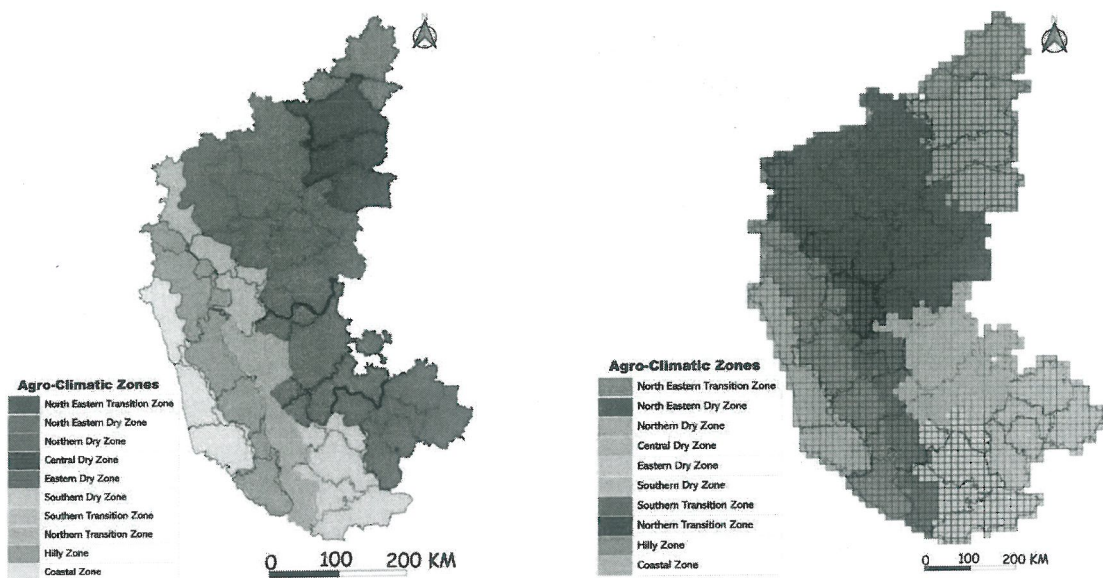 N
N
Agro-Climatic Zones
North Eastern Transition Zone
North Eastern Dry Zone
Northern Dry Zone
Central Dry Zone
Eastern Dry Zone
Southern Dry Zone
Southern Transition Zone
Northern Transition Zone
Hilly Zone
Coastal Zone
0 100 200 KM
Agro-Climatic Zones
North Eastern Transition Zone
North Eastern Dry Zone
Northern Dry Zone
Central Dry Zone
Eastern Dry Zone
Southern Dry Zone
Southern Transition Zone
Northern Transition Zone
Hilly Zone
Coastal Zone
0 100 200 KM